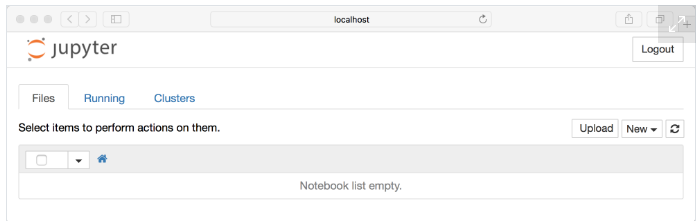 localhost
jupyter
Logout
Files Running Clusters
Select items to perform actions on them.
Upload New
Notebook list empty.